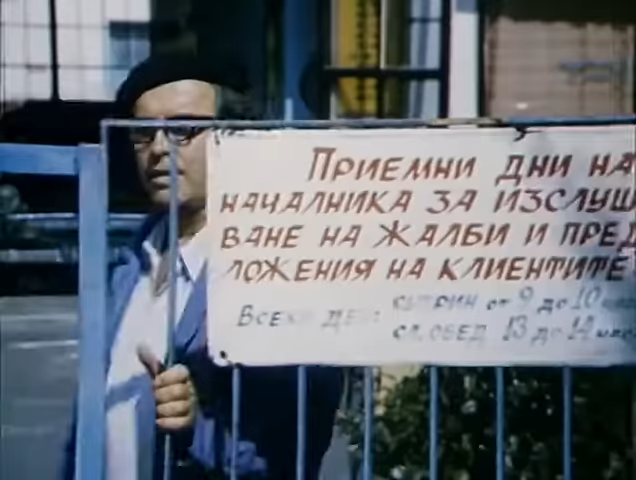 ПРИЕМНИ ДНИ НА
НАЧАЛНИКА ЗА ИЗСЛУШ
ВАНЕ НА ЖАЛБИ И ПРЕД
ЛОЖЕНИЯ НА КЛИЕНТИТЕ
ВСЕКИ ДЕН: СУТРИН от 9 до 10
СЛ. ОБЕД 13 до 14